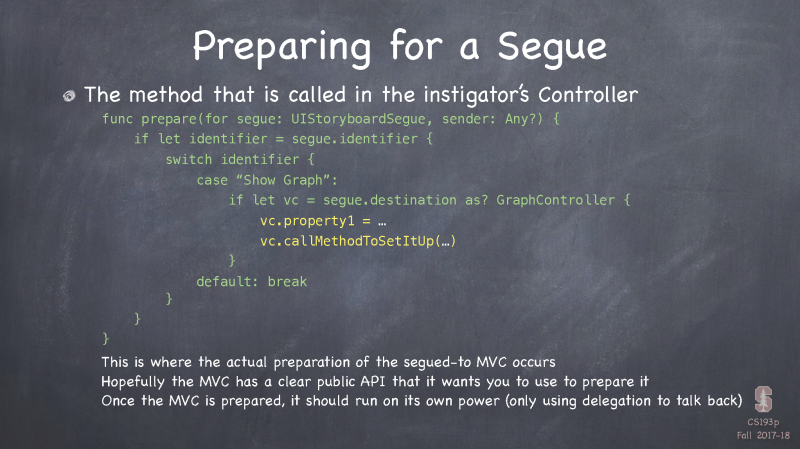 Preparing for a Segue
The method that is called in the instigator's Controller
func prepare(for segue: UIStoryboardSegue, sender: Any?) {
if let identifier = segue.identifier {
switch identifier {
case “Show Graph”:
if let vc = segue.destination as? GraphController {
vc.property1 = …
vc.callMethodToSetItUp(…)
}
default: break
}
}
}
This is where the actual preparation of the segued-to MVC occurs
Hopefully the MVC has a clear public API that it wants you to use to prepare it
Once the MVC is prepared, it should run on its own power (only using delegation to talk back)
CS193p
Fall 2017-18